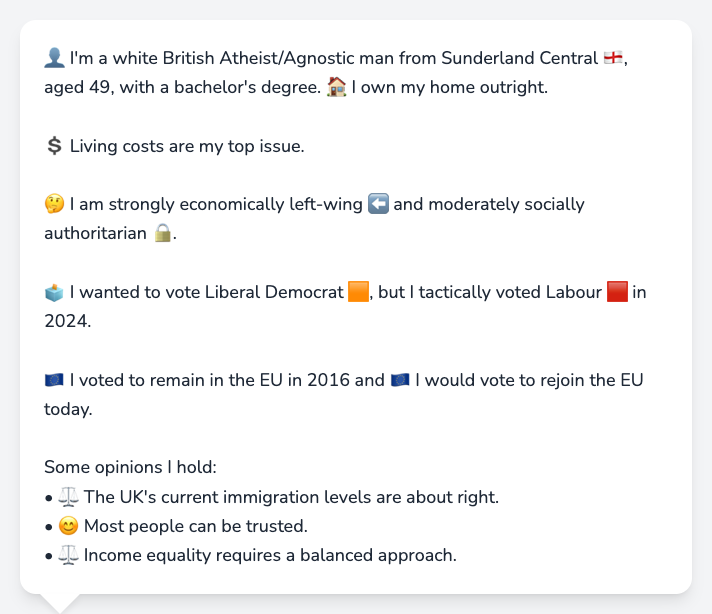 👤 I'm a white British Atheist/Agnostic man from Sunderland Central 🏴󠁧󠁢󠁥󠁮󠁧󠁿,
aged 49, with a bachelor's degree. 🏠 I own my home outright.
💲 Living costs are my top issue.
🤔 I am strongly economically left-wing ⬅️ and moderately socially
authoritarian 🔒.
🗳️ I wanted to vote Liberal Democrat 🟧, but I tactically voted Labour 🟥 in
2024.
🇪🇺 I voted to remain in the EU in 2016 and 🇪🇺 I would vote to rejoin the EU
today.
Some opinions I hold:
• ⚖️ The UK's current immigration levels are about right.
• 😊 Most people can be trusted.
• ⚖️ Income equality requires a balanced approach.